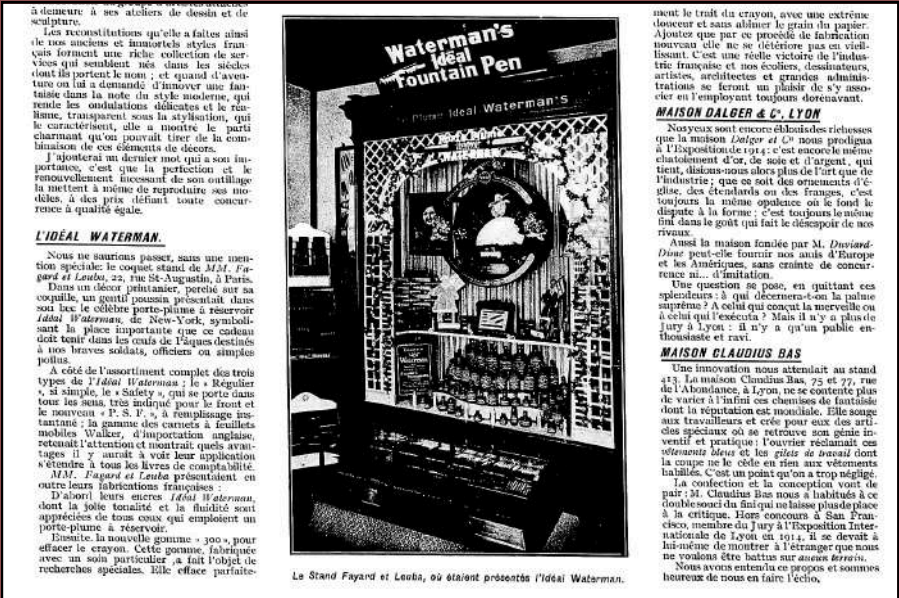 à demeure à ses ateliers de dessin et de
sculpture.
Les reconstitutions qu'elle a faites ainsi
de nos anciens et immortels styles fran-
çais forment une riche collection de ser-
vices qui semblent nés dans les siècles
dont ils portent le nom ; et quand d'aven-
ture on lui a demandé d'innover une fan-
taisie dans la note du style moderne, qui
rende les ondulations délicates et le réa-
lisme, transparent sous la stylisation, qui
le caractérisent, elle a montré le parti
charmant qu'on pouvait tirer de la com-
binaison de ces éléments de décors.
J'ajouterai un dernier mot qui a son im-
portance, c'est que la perfection et le
renouvellement incessant de son outillage
la mettent à même de reproduire ses mo-
dèles, à des prix défiant toute concur-
rence à qualité égale.
L'IDÉAL WATERMAN.
Nous ne saurions passer, sans une men-
tion spéciale: le coquet stand de MM. Fa-
gard et Leuba, 22, rue St-Augustin, à Paris.
Dans un décor printanier, perché sur sa
coquille, un gentil poussin présentait dans
son bec le célèbre porte-plume à réservoir
Idéal Waterman, de New-York, symboli-
sant la place importante que ce cadeau
doit tenir dans les œufs de Pâques destinés
à nos braves soldats, officiers ou simples
poilus.
A côté de l'assortiment complet des trois
types de l'Idéal Waterman ; le « Régulier
», si simple, le « Safety », qui se porte dans
tous les sens, très indiqué pour le front et
le nouveau « P. S. F. », à remplissage ins-
tantané ; la gamme des carnets à feuillets
mobiles Walker, d'importation anglaise,
retenait l'attention et montrait quels avan-
tages il y aurait à voir leur application
s'étendre à tous les livres de comptabilité.
MM. Fagard et Leuba présentaient en
outre leurs fabrications françaises :
D'abord leurs encres Idéal Waterman,
dont la jolie tonalité et la fluidité sont
appréciées de tous ceux qui emploient un
porte-plume à réservoir.
Ensuite, la nouvelle gomme « 300 », pour
effacer le crayon. Cette gomme, fabriquée
avec un soin particulier ,a fait l'objet de
recherches spéciales. Elle efface parfaite-
Waterman's
Idéal
Fountain Pen
Plume Idéal Waterman's
Le Stand Fayard et Leuba, où étaient présentés l'Idéal Waterman.
ment le trait du crayon, avec une extrême
douceur et sans abîmer le grain du papier.
Ajoutez que par ce procédé de fabrication
nouveau elle ne se détériore pas en vieil-
lissant. C'est une réelle victoire de l'indus-
trie française et nos écoliers, dessinateurs,
artistes, architectes et grandes adminis-
trations se feront un plaisir de s'y asso-
cier en l'employant toujours dorénavant.
MAISON DALGER & Cie, LYON
Nos yeux sont encore éblouis des richesses
que la maison Dalger et Cie nous prodigua
à l'Exposition de 1914: c'est encore le même
chatoiement d'or, de soie et d'argent, qui
tient, disions-nous alors plus de l'art que de
l'industrie ; que ce soit des ornements d'é-
glise, des étendards ou des franges, c'est
toujours la même opulence où le fond le
dispute à la forme ; c'est toujours le même
fini dans le goût qui fait le désespoir de nos
rivaux.
Aussi la maison fondée par M. Duviard-
Dime peut-elle fournir nos amis d'Europe
et les Amériques, sans crainte de concur-
rence ni... d'imitation.
Une question se pose, en quittant ces
splendeurs : à qui décernera-t-on la palme
suprême ? A celui qui conçut la merveille ou
à celui qui l'exécuta ? Mais il n'y a plus de
Jury à Lyon : il n'y a qu'un public en-
thousiaste et ravi.
MAISON CLAUDIUS BAS
Une innovation nous attendait au stand
413. La maison Claudius Bas, 75 et 77, rue
de l'Abondance, à Lyon, ne se contente plus
de varier à l'infini ces chemises de fantaisie
dont la réputation est mondiale. Elle songe
aux travailleurs et crée pour eux des arti-
cles spéciaux où se retrouve son génie in-
ventif et pratique : l'ouvrier réclamait ces
vêtements bleus et les gilets de travail dont
la coupe ne le cède en rien aux vêtements
habillés. C'est un point qu'on a trop négligé.
La confection et la conception vont de
pair : M. Claudius Bas nous a habitués à ce
double souci du fini qui ne laisse plus de place
à la critique. Hors concours à San Fran-
cisco, membre du Jury à l'Exposition Inter-
nationale de Lyon en 1914, il se devait à
lui-même de montrer à l'étranger que nous
ne voulons être battus sur aucun terrain.
Nous avons entendu ce propos et sommes
heureux de nous en faire l'écho.